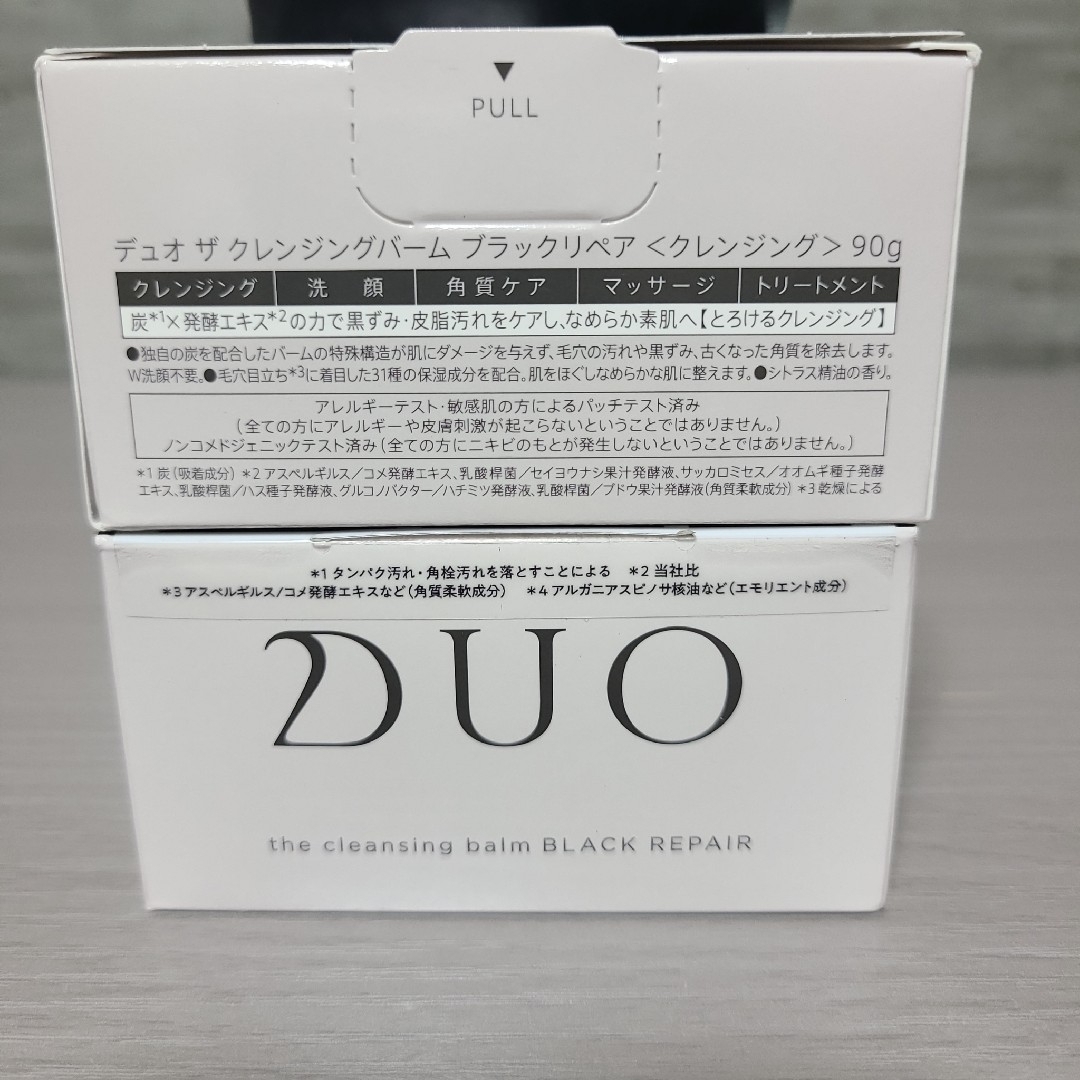 ▼
PULL
デュオ ザ クレンジングバーム ブラックリペア <クレンジング> 90g
クレンジング 洗 顔 角質ケア マッサージ トリートメント
炭*1×発酵エキス*2の力で黒ずみ・皮脂汚れをケアし、なめらか素肌へ【とろけるクレンジング】
●独自の炭を配合したバームの特殊構造が肌にダメージを与えず、毛穴の汚れや黒ずみ、古くなった角質を除去します。
W洗顔不要。●毛穴目立ち*3に着目した31種の保湿成分を配合。肌をほぐしなめらかな肌に整えます。●シトラス精油の香り。
アレルギーテスト・敏感肌の方によるパッチテスト済み
(全ての方にアレルギーや皮膚刺激が起こらないということではありません。)
ノンコメドジェニックテスト済み(全ての方にニキビのもとが発生しないということではありません。)
*1 炭(吸着成分) *2 アスペルギルス/コメ発酵エキス、乳酸桿菌/セイヨウナシ果汁発酵液、サッカロミセス/オオムギ種子発酵
エキス、乳酸桿菌/ハス種子発酵液、グルコノバクター/ハチミツ発酵液、乳酸桿菌/ブドウ果汁発酵液(角質柔軟成分) *3 乾燥による
*1 タンパク汚れ・角栓汚れを落とすことによる *2 当社比
*3 アスペルギルス/コメ発酵エキスなど(角質柔軟成分) *4 アルガニアスピノサ核油など(エモリエント成分)
DUO
the cleansing balm BLACK REPAIR